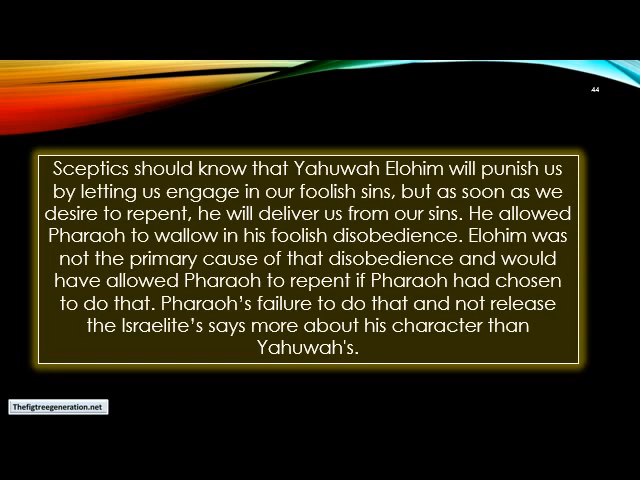 44
Sceptics should know that Yahuwah Elohim will punish us
by letting us engage in our foolish sins, but as soon as we
desire to repent, he will deliver us from our sins. He allowed
Pharaoh to wallow in his foolish disobedience. Elohim was
not the primary cause of that disobedience and would
have allowed Pharaoh to repent if Pharaoh had chosen
to do that. Pharaoh’s failure to do that and not release
the Israelite’s says more about his character than
Yahuwah's.
Thefigtreegeneration.net